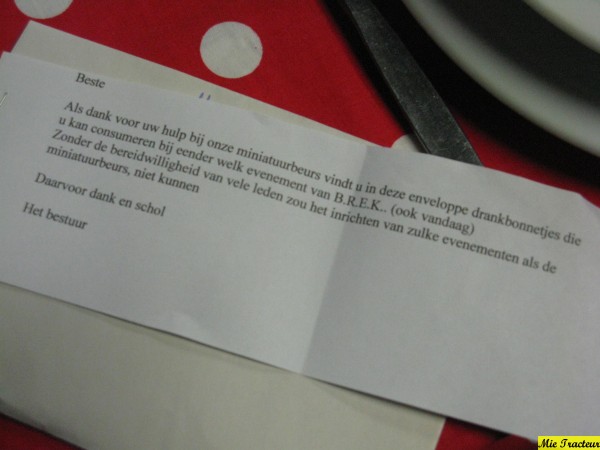 Beste
Als dank voor uw hulp bij onze miniatuurbeurs vindt u in deze enveloppe drankbonnetjes die
u kan consumeren bij eender welk evenement van B.R.E.K.. (ook vandaag)
Zonder de bereidwilligheid van vele leden zou het inrichten van zulke evenementen als de
miniatuurbeurs, niet kunnen
Daarvoor dank en schol
Het bestuur
Mie Tracteur